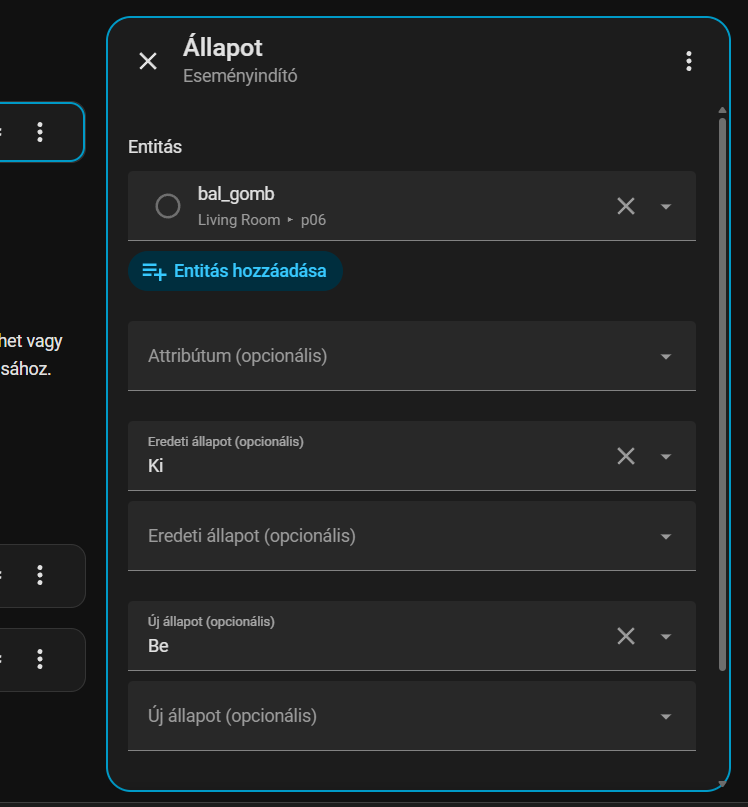 Állapot
Eseményindító
Entitás
bal_gomb
Living Room ▸ p06
Entitás hozzáadása
het vagy
sához.
Attribútum (opcionális)
Eredeti állapot (opcionális)
Ki
Eredeti állapot (opcionális)
Új állapot (opcionális)
Be
Új állapot (opcionális)